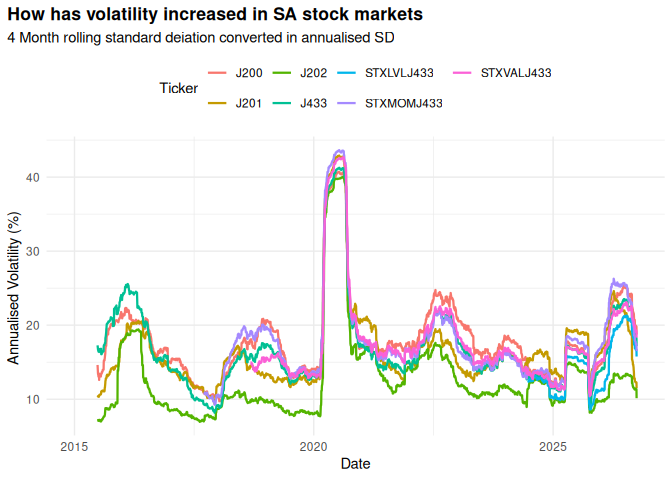 How has volatility increased in SA stock markets
4 Month rolling standard deiation converted in annualised SD
Ticker
J200 J202 STXLVLJ433 STXVALJ433
J201 J433 STXMOMJ433
Annualised Volatility (%)
40
30
20
10
2015 2020 2025
Date